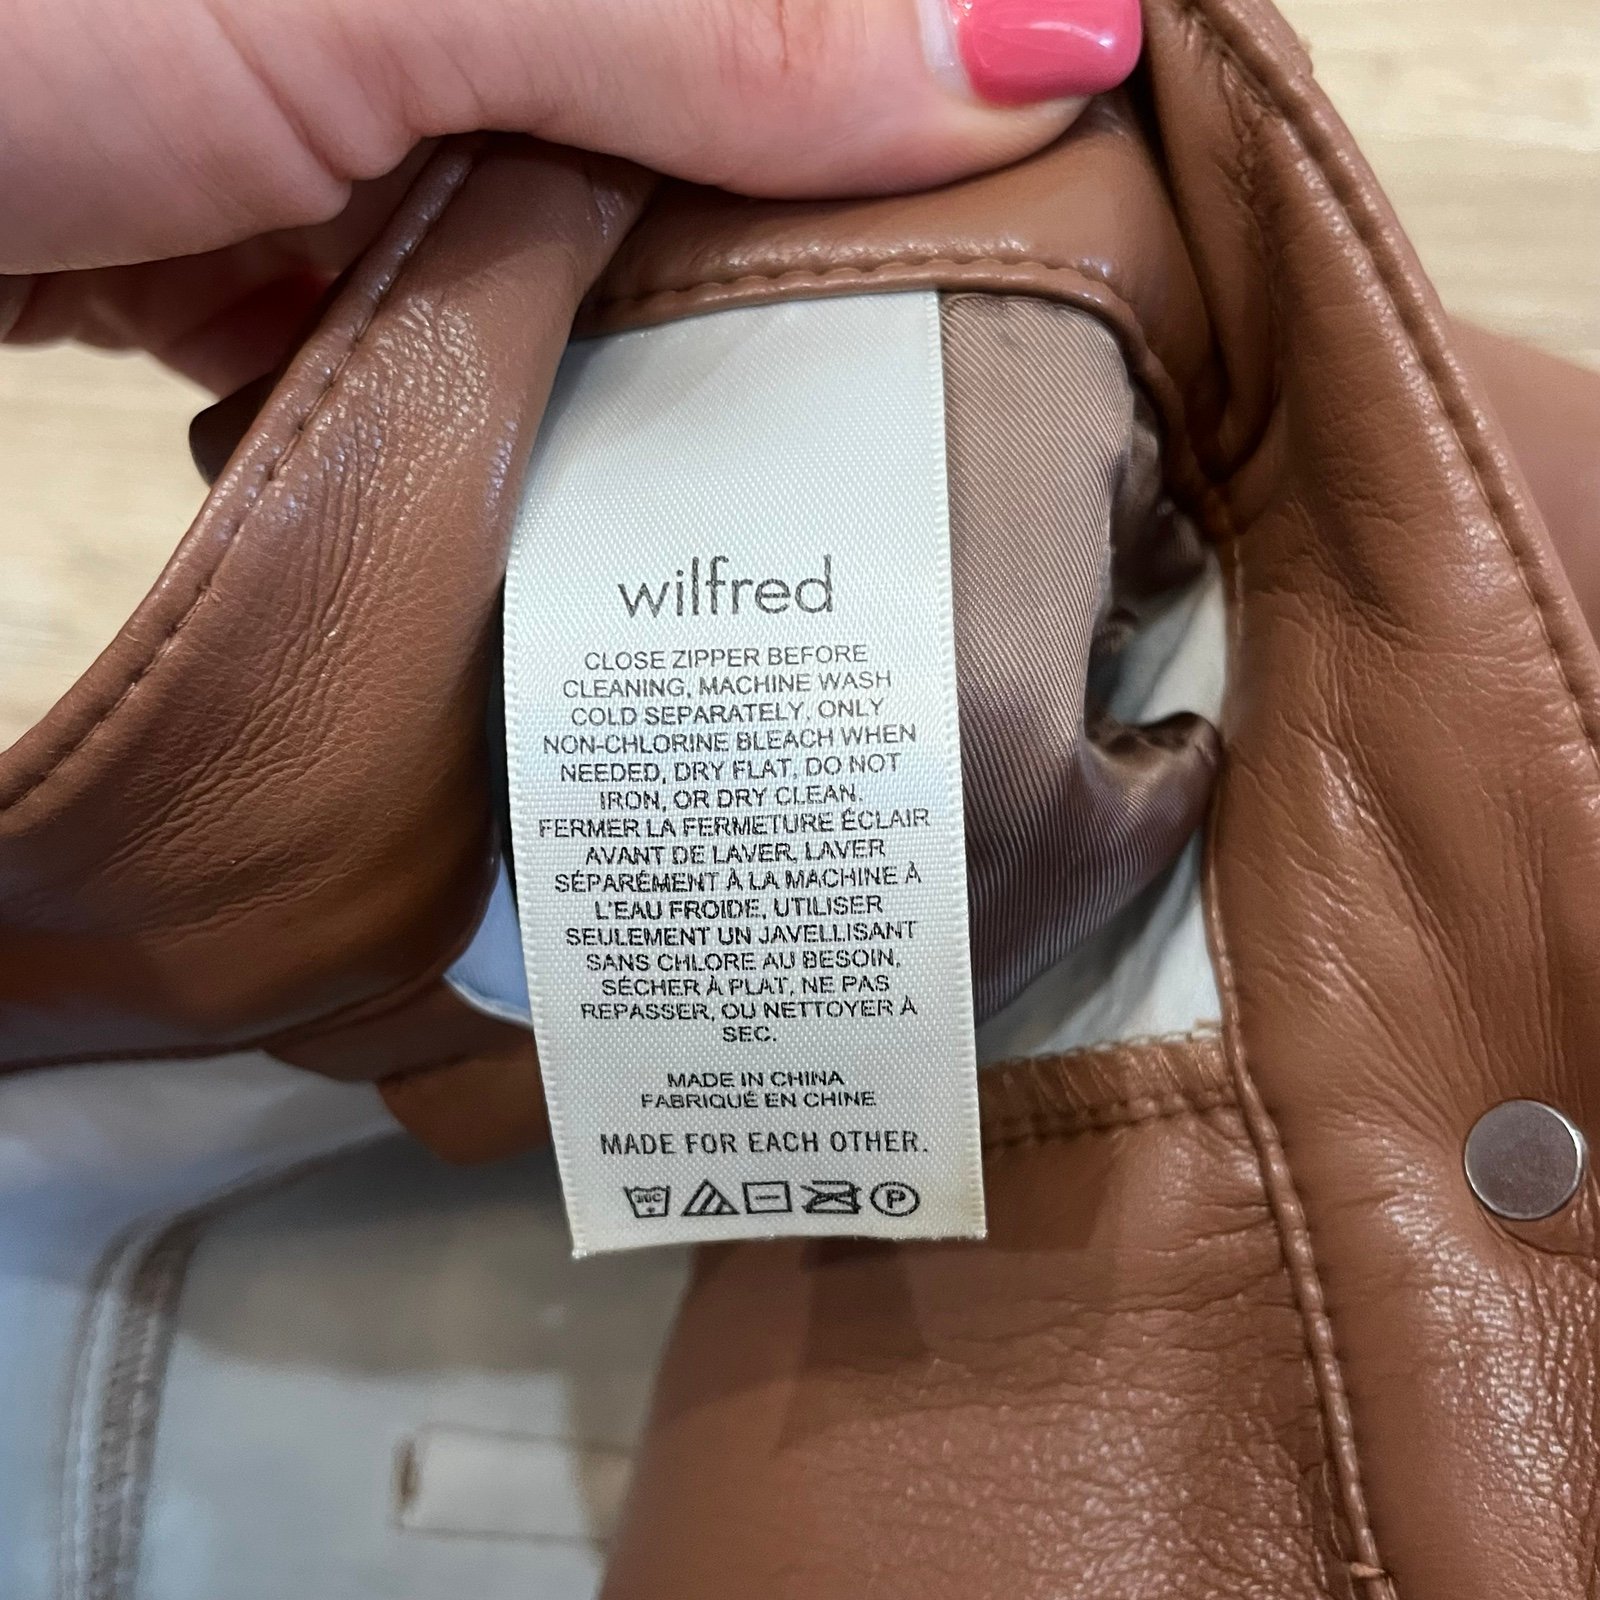 wilfred
CLOSE ZIPPER BEFORE
CLEANING, MACHINE WASH
COLD SEPARATELY, ONLY
NON-CHLORINE BLEACH WHEN
NEEDED, DRY FLAT, DO NOT
IRON, OR DRY CLEAN.
FERMER LA FERMETURE ÉCLAIR
AVANT DE LAVER, LAVER
SÉPARÉMENT À LA MACHINE À
L'EAU FROIDE, UTILISER
SEULEMENT UN JAVELLISANT
SANS CHLORE AU BESOIN,
SÉCHER À PLAT, NE PAS
REPASSER, OU NETTOYER À
SEC.
MADE IN CHINA
FABRIQUÉ EN CHINE
MADE FOR EACH OTHER.
30C
P